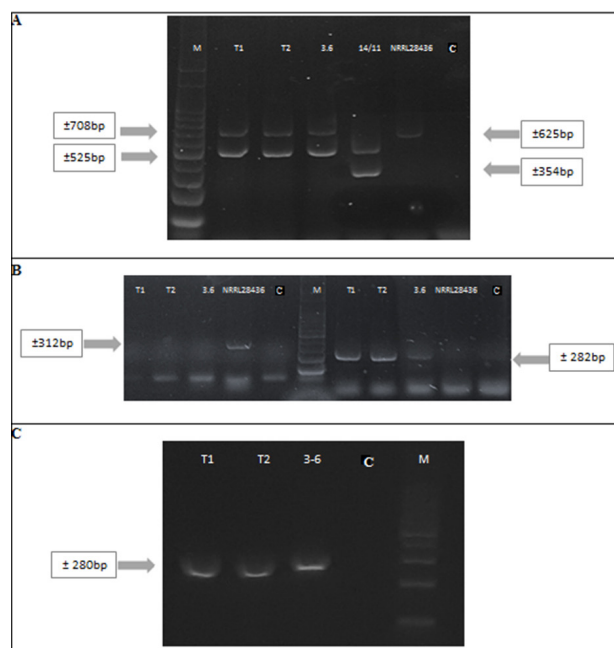 A
M T1 T2 3.6 14/11 NRRL28436 C
±708bp
±525bp
±625bp
±354bp
B
T1 T2 3.6 NRRL28436 C M T1 T2 3.6 NRRL28436 C
±312bp
± 282bp
C
T1 T2 3-6 C M
± 280bp